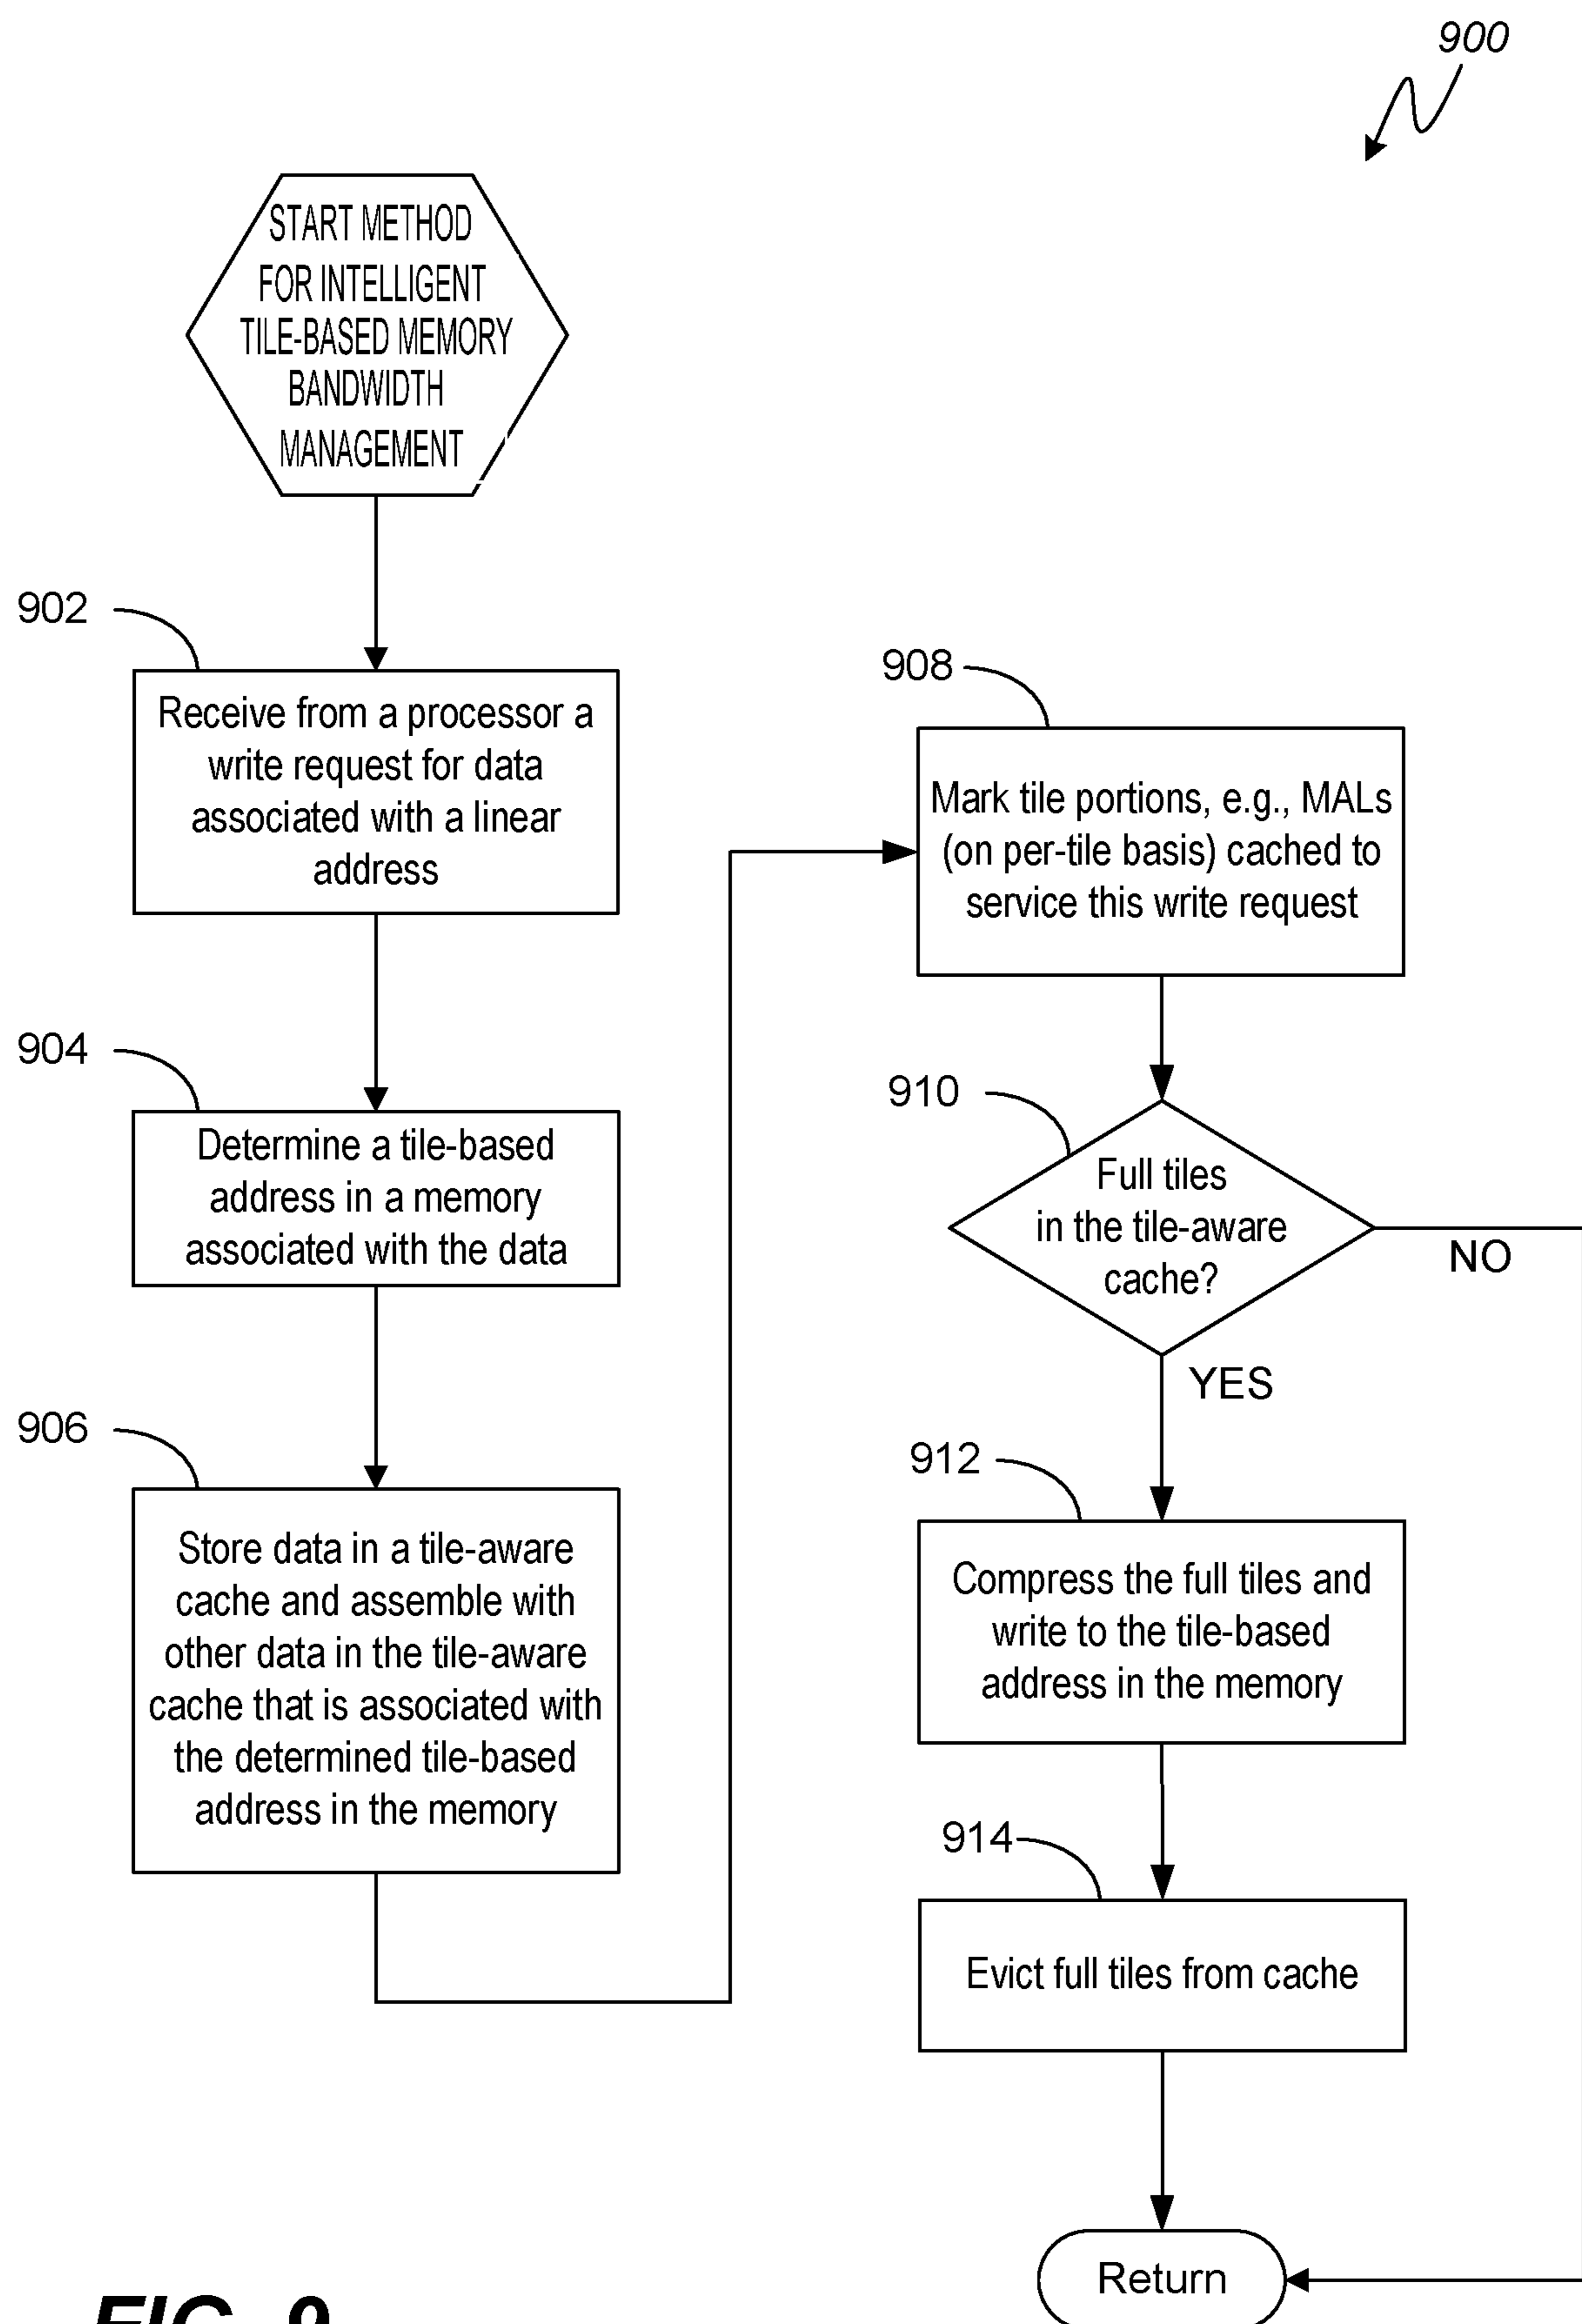 900
START METHOD
FOR INTELLIGENT
TILE-BASED MEMORY
BANDWIDTH
MANAGEMENT
902
Receive from a processor a
write request for data
associated with a linear
address
904
Determine a tile-based
address in a memory
associated with the data
906
Store data in a tile-aware
cache and assemble with
other data in the tile-aware
cache that is associated with
the determined tile-based
address in the memory
908
Mark tile portions, e.g., MALs
(on per-tile basis) cached to
service this write request
910
Full tiles
in the tile-aware
cache?
NO
YES
912
Compress the full tiles and
write to the tile-based
address in the memory
914
Evict full tiles from cache
Return
FIG. 9